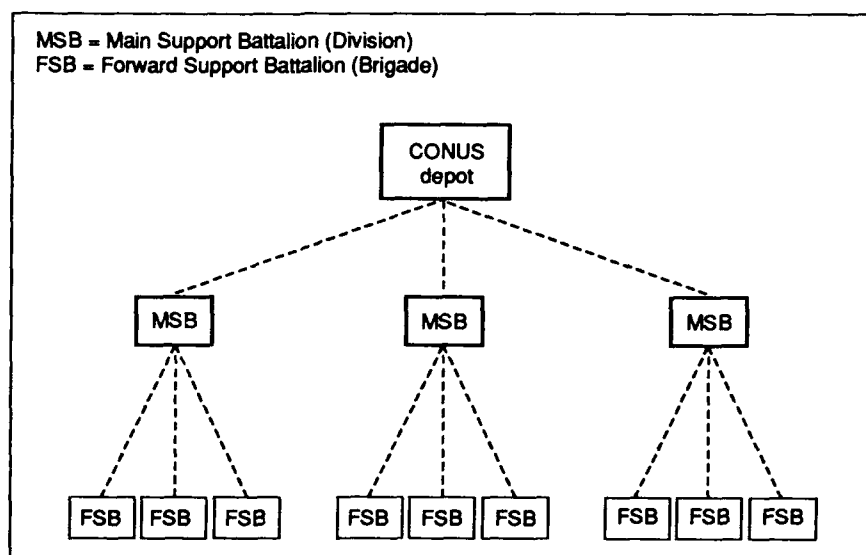 MSB = Main Support Battalion (Division)
FSB = Forward Support Battalion (Brigade)
CONUS
depot
MSB MSB MSB
FSB FSB FSB FSB FSB FSB FSB FSB FSB